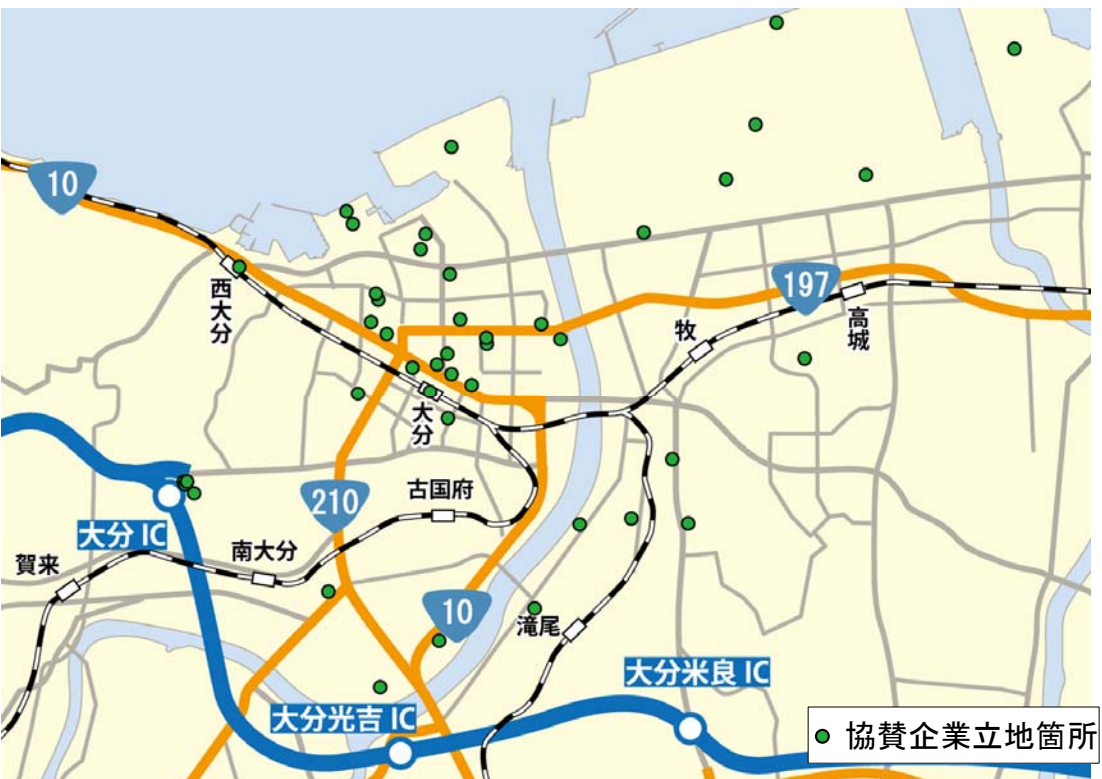 10
197
西大分
高城
牧
大分
210
古国府
大分 IC
南大分
賀来
10
滝尾
大分米良 IC
大分光吉 IC
協賛企業立地箇所